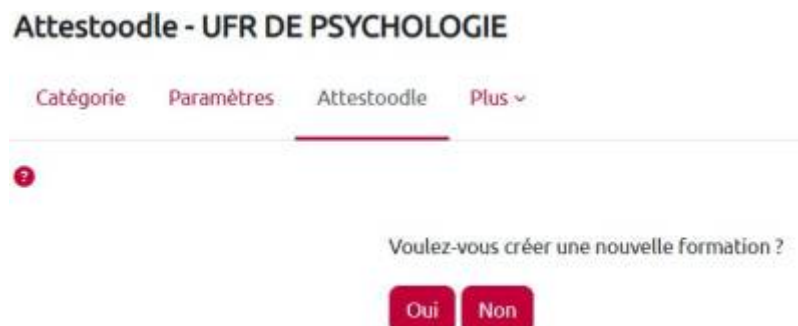 Attestoodle - UFR DE PSYCHOLOGIE
Catégorie Paramètres Attestoodle Plus
?
Voulez-vous créer une nouvelle formation ?
Oui Non